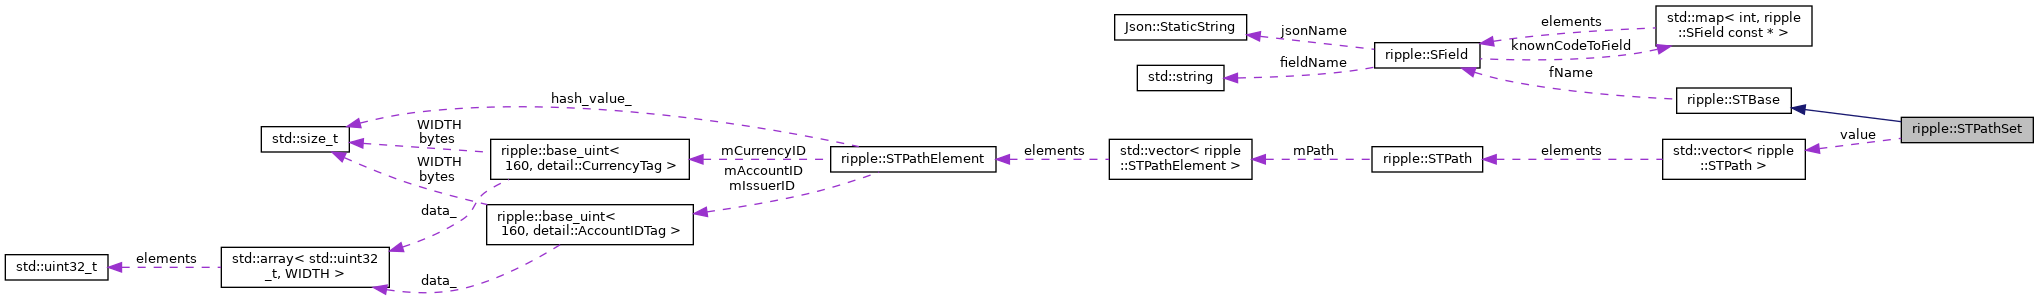 Json::StaticString
jsonName
elements
std::map< int, ripple
::SField const * >
ripple::SField
knownCodeToField
std::string
fieldName
fName
ripple::STBase
ripple::STPathSet
value
hash_value_
std::size_t
WIDTH
bytes
WIDTH
bytes
ripple::base_uint<
160, detail::CurrencyTag >
mCurrencyID
mAccountID
mIssuerID
ripple::STPathElement
elements
std::vector< ripple
::STPathElement >
mPath
ripple::STPath
elements
std::vector< ripple
::STPath >
data_
ripple::base_uint<
160, detail::AccountIDTag >
std::uint32_t
elements
std::array< std::uint32
_t, WIDTH >
data_